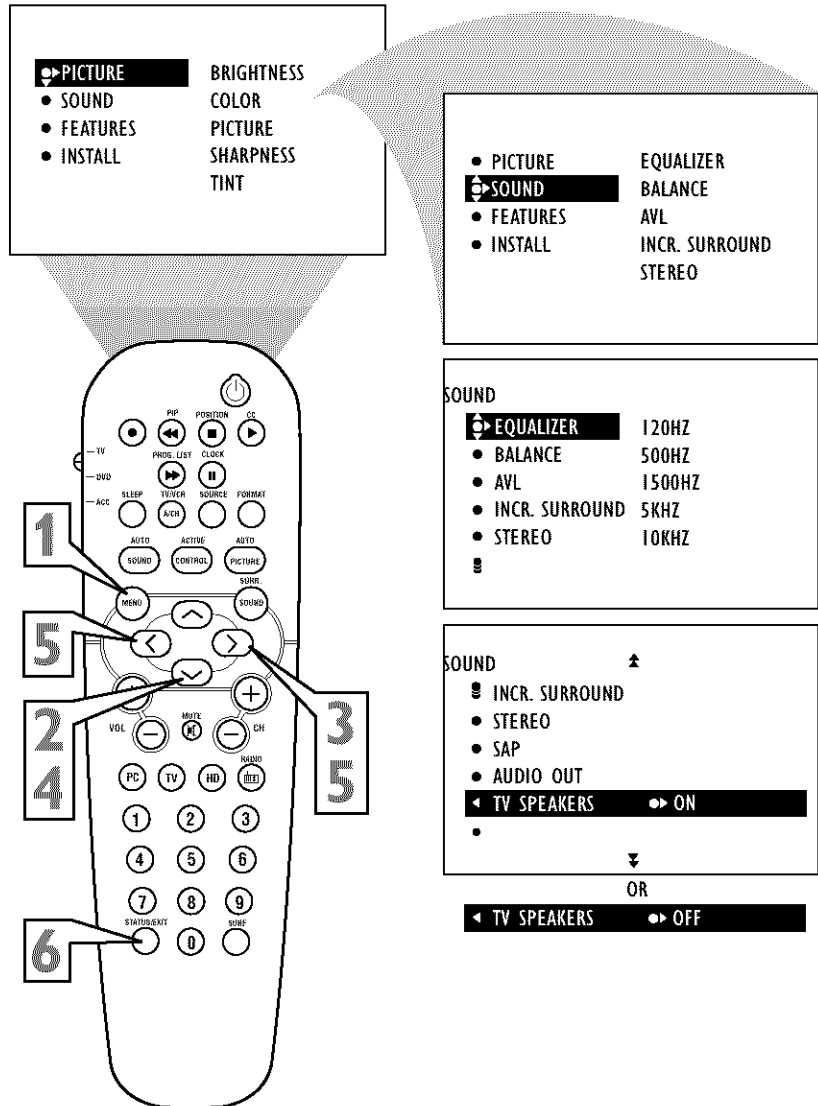 PICTURE BRIGHTNESS
SOUND COLOR
FEATURES PICTURE
INSTALL SHARPNESS
TINT
PICTURE EQUALIZER
SOUND BALANCE
FEATURES AVL
INSTALL INCR. SURROUND
STEREO
SOUND
EQUALIZER 120HZ
BALANCE 500HZ
AVL 1500HZ
INCR. SURROUND 5KHZ
STEREO 10KHZ
SOUND
INCR. SURROUND
STEREO
SAP
AUDIO OUT
TV SPEAKERS ON
OR
TV SPEAKERS OFF
PIP POSITION CC
TV
PROG. LIST CLOCK
DVD
ACC
SLEEP TV/VCR SOURCE FORMAT
A/CH
AUTO ACTIVE AUTO
SOUND CONTROL PICTURE
SURR.
MENU SOUND
1
5
2
4
3
5
VOL MUTE CH
RADIO
PC TV HD
1 2 3
4 5 6
7 8 9
STATUS/EXIT SURF
0
6